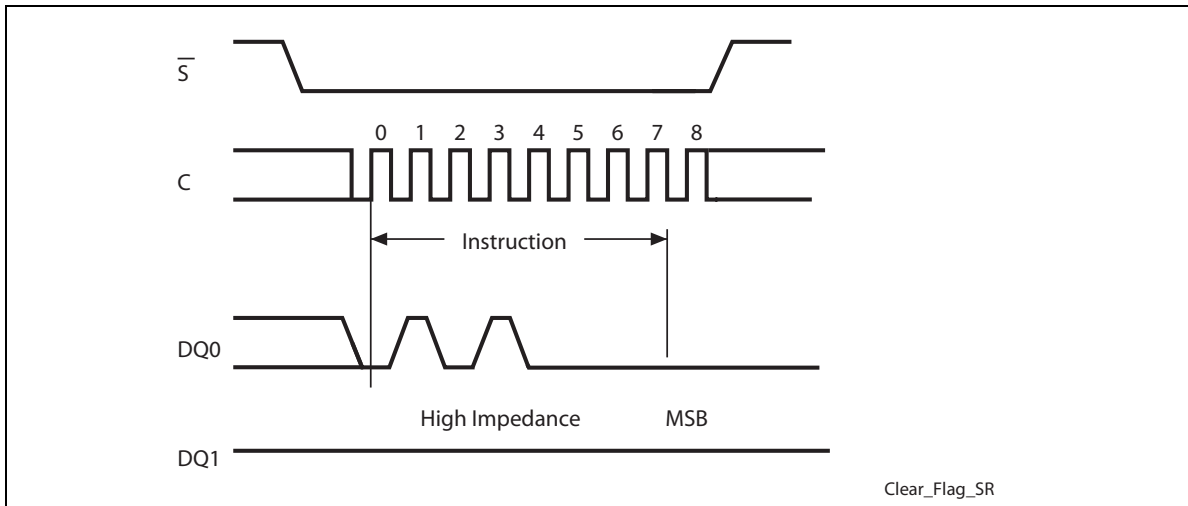 S̅
0 1 2 3 4 5 6 7 8
C
Instruction
DQ0
High Impedance MSB
DQ1
Clear_Flag_SR